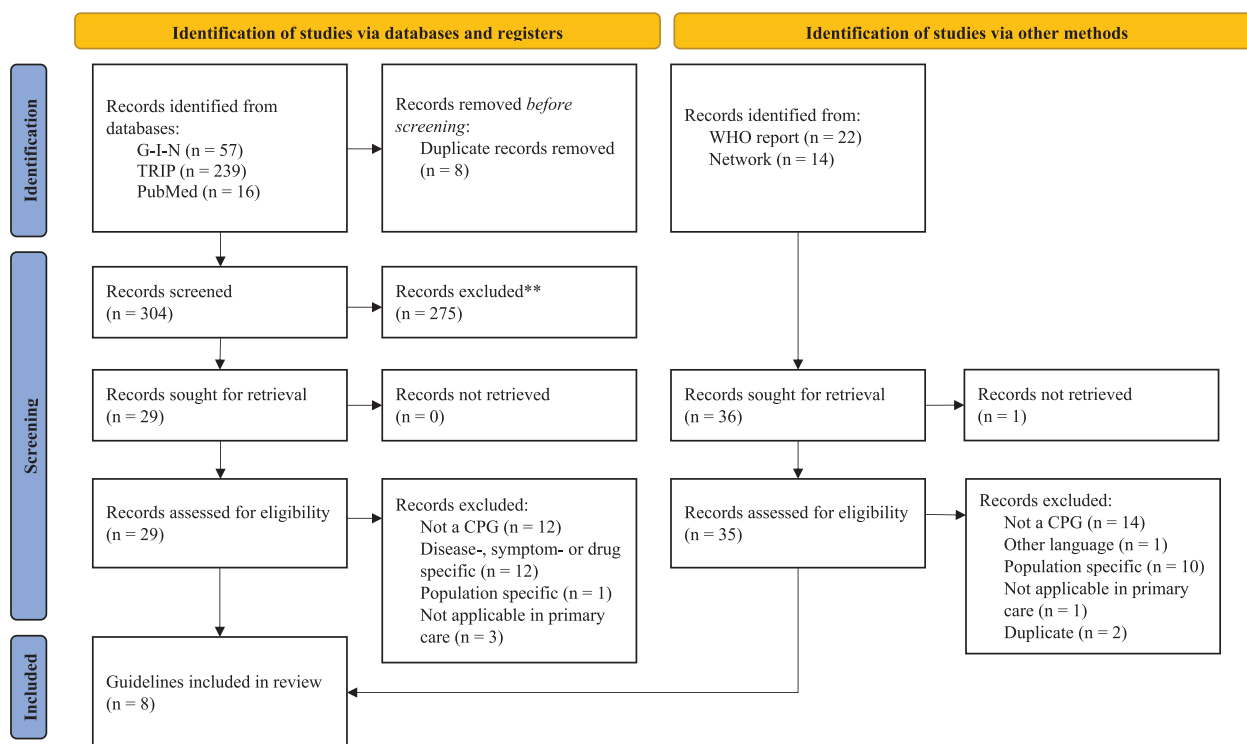 Identification of studies via databases and registers
Identification of studies via other methods
Identification
Records identified from
databases:
G-I-N (n = 57)
TRIP (n = 239)
PubMed (n = 16)
Records removed before
screening:
Duplicate records removed
(n = 8)
Records identified from:
WHO report (n = 22)
Network (n = 14)
Screening
Records screened
(n = 304)
Records excluded**
(n = 275)
Records sought for retrieval
(n = 29)
Records not retrieved
(n = 0)
Records sought for retrieval
(n = 36)
Records not retrieved
(n = 1)
Records assessed for eligibility
(n = 29)
Records excluded:
Not a CPG (n = 12)
Disease-, symptom- or drug
specific (n = 12)
Population specific (n = 1)
Not applicable in primary
care (n = 3)
Records assessed for eligibility
(n = 35)
Records excluded:
Not a CPG (n = 14)
Other language (n = 1)
Population specific (n = 10)
Not applicable in primary
care (n = 1)
Duplicate (n = 2)
Included
Guidelines included in review
(n = 8)